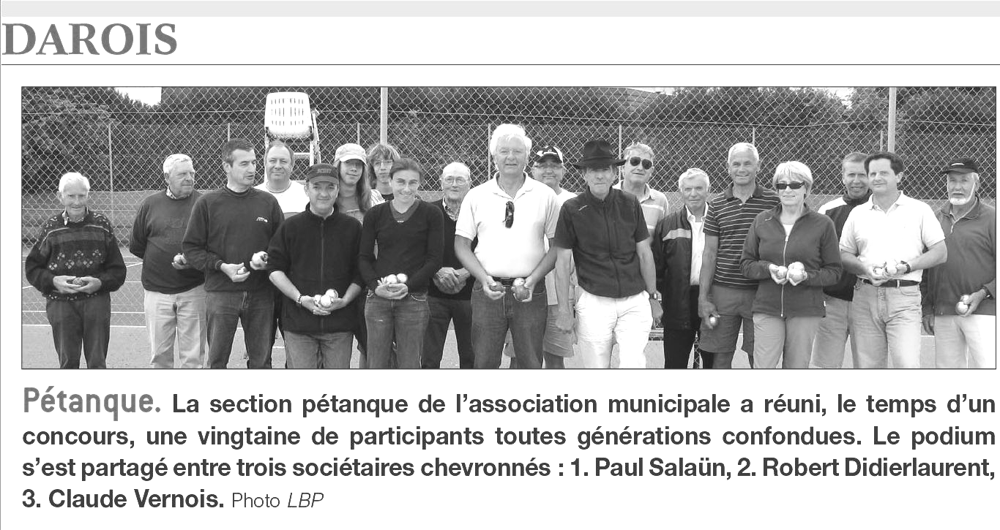 DAROIS
Pétanque. La section pétanque de l'association municipale a réuni, le temps d'un
concours, une vingtaine de participants toutes générations confondues. Le podium
s'est partagé entre trois sociétaires chevronnés : 1. Paul Salaün, 2. Robert Didierlaurent,
3. Claude Vernois. Photo LBP